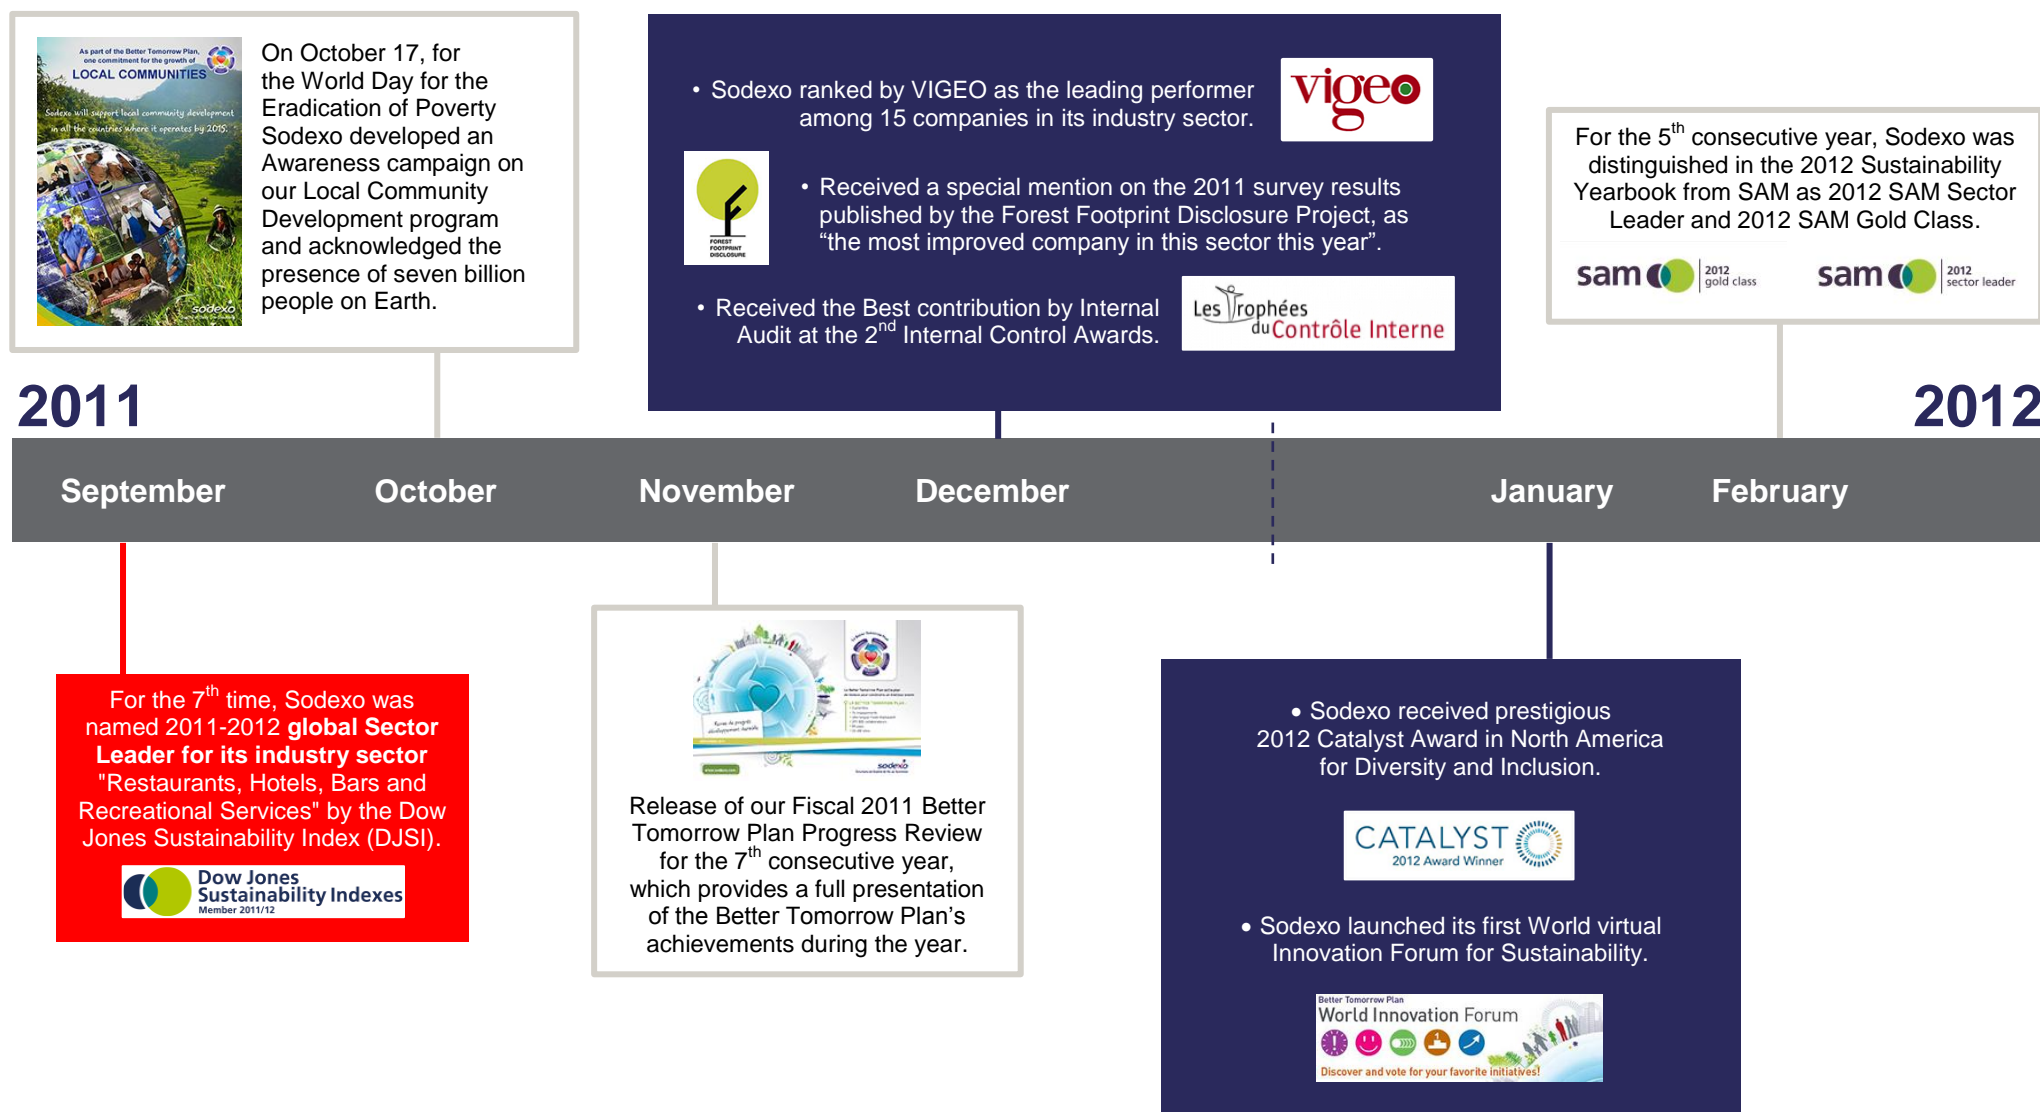 As part of the Better Tomorrow Plan,
one commitment for the growth of
LOCAL COMMUNITIES
Sodexo will support local community development
in all the countries where it operates by 2015.
sodexo
On October 17, for
the World Day for the
Eradication of Poverty
Sodexo developed an
Awareness campaign on
our Local Community
Development program
and acknowledged the
presence of seven billion
people on Earth.
• Sodexo ranked by VIGEO as the leading performer
among 15 companies in its industry sector.
vigeo
FOREST
FOOTPRINT
DISCLOSURE
• Received a special mention on the 2011 survey results
published by the Forest Footprint Disclosure Project, as
“the most improved company in this sector this year”.
• Received the Best contribution by Internal
Audit at the 2nd Internal Control Awards.
Les Trophées
du Contrôle Interne
For the 5th consecutive year, Sodexo was
distinguished in the 2012 Sustainability
Yearbook from SAM as 2012 SAM Sector
Leader and 2012 SAM Gold Class.
sam 2012 gold class
sam 2012 sector leader
2011
2012
September October November December January February
For the 7th time, Sodexo was
named 2011-2012 global Sector
Leader for its industry sector
"Restaurants, Hotels, Bars and
Recreational Services" by the Dow
Jones Sustainability Index (DJSI).
Dow Jones
Sustainability Indexes
Member 2011/12
sodexo
Release of our Fiscal 2011 Better
Tomorrow Plan Progress Review
for the 7th consecutive year,
which provides a full presentation
of the Better Tomorrow Plan’s
achievements during the year.
• Sodexo received prestigious
2012 Catalyst Award in North America
for Diversity and Inclusion.
CATALYST
2012 Award Winner
• Sodexo launched its first World virtual
Innovation Forum for Sustainability.
Better Tomorrow Plan
World Innovation Forum
Discover and vote for your favorite initiatives!